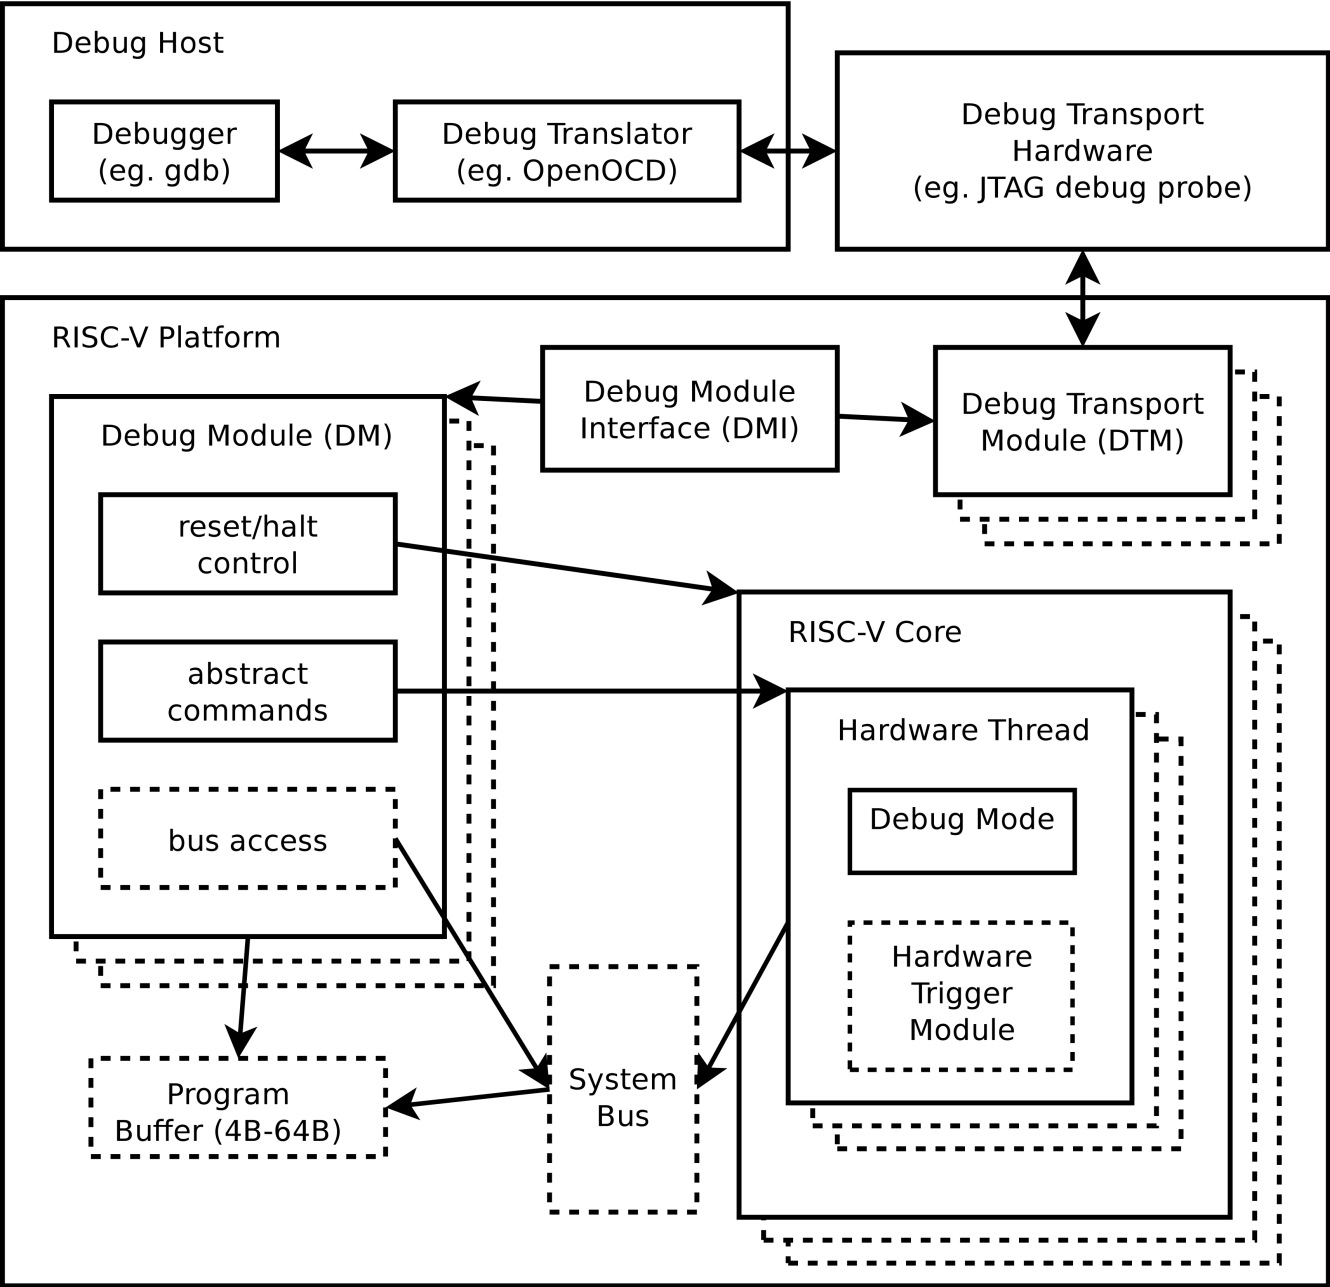 Debug Host
Debugger
(eg. gdb)
Debug Translator
(eg. OpenOCD)
Debug Transport
Hardware
(eg. JTAG debug probe)
RISC-V Platform
Debug Module
Interface (DMI)
Debug Transport
Module (DTM)
Debug Module (DM)
reset/halt
control
abstract
commands
bus access
RISC-V Core
Hardware Thread
Debug Mode
Hardware
Trigger
Module
System
Bus
Program
Buffer (4B-64B)